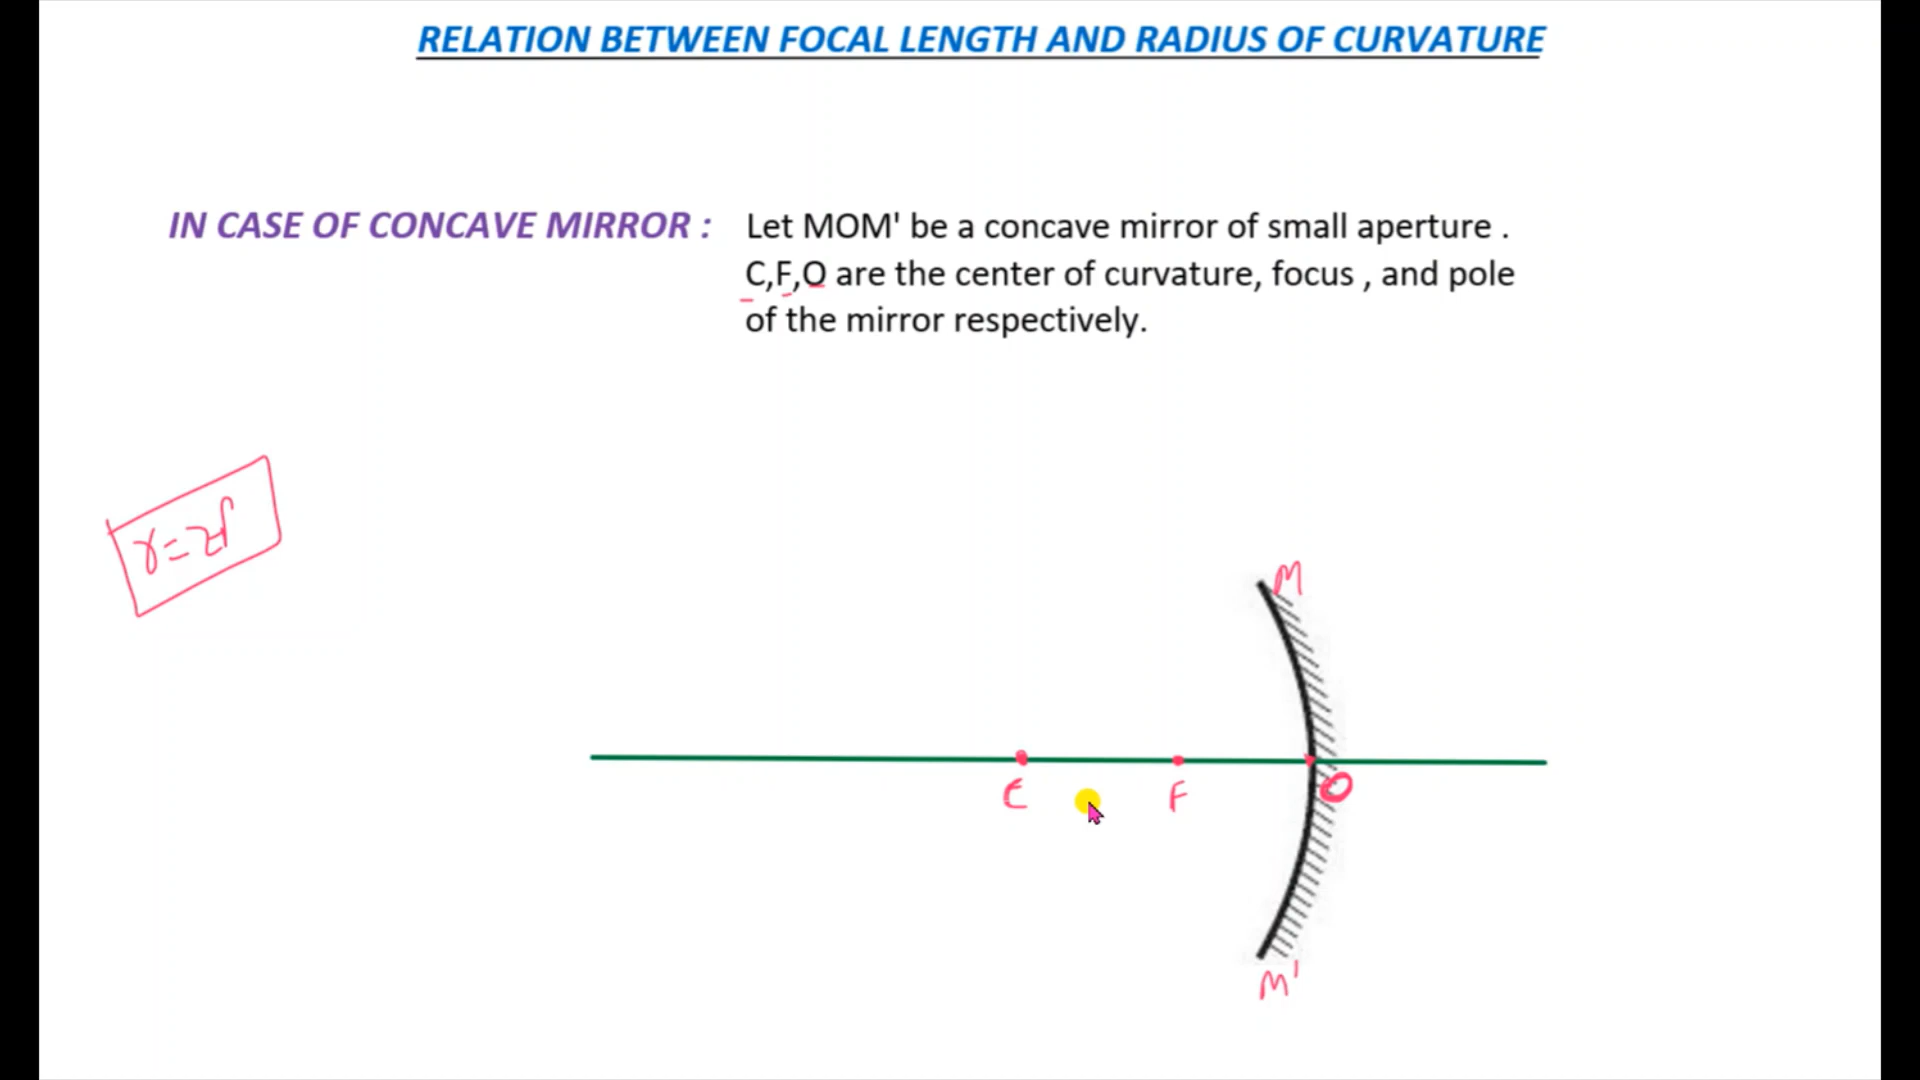 RELATION BETWEEN FOCAL LENGTH AND RADIUS OF CURVATURE
IN CASE OF CONCAVE MIRROR : Let MOM' be a concave mirror of small aperture .
C,F,O are the center of curvature, focus , and pole
of the mirror respectively.
r=2f
M
C
F
O
M'